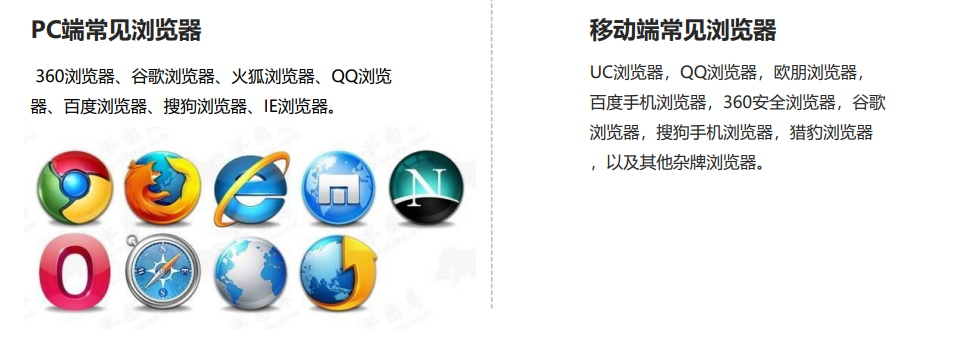 PC端常见浏览器
360浏览器、谷歌浏览器、火狐浏览器、QQ浏览
器、百度浏览器、搜狗浏览器、IE浏览器。
N
移动端常见浏览器
UC浏览器，QQ浏览器，欧朋浏览器，
百度手机浏览器，360安全浏览器，谷歌
浏览器，搜狗手机浏览器，猎豹浏览器
，以及其他杂牌浏览器。